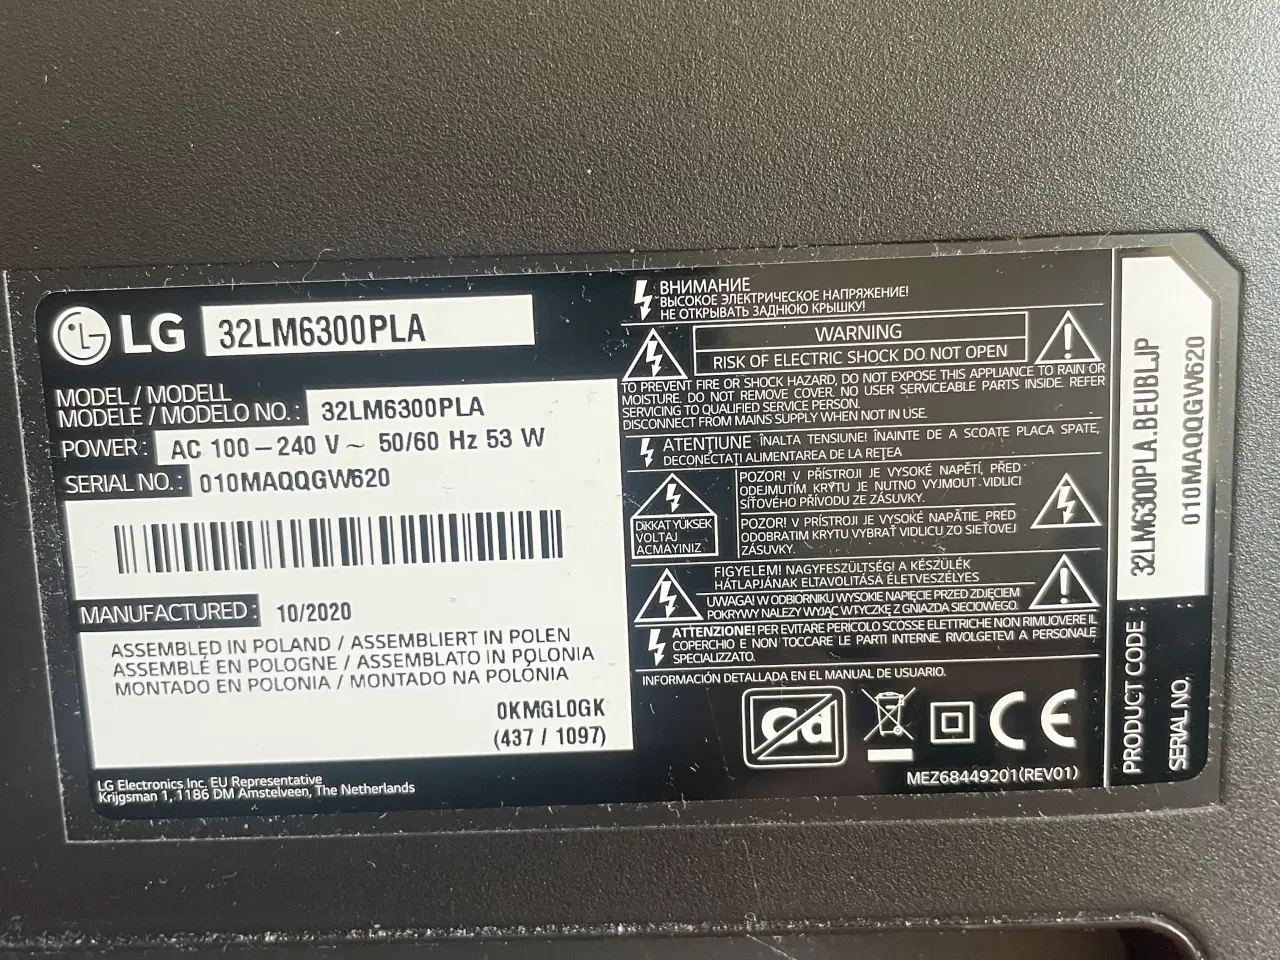 LG 32LM6300PLA
MODEL / MODELL
MODÈLE / MODELO NO. : 32LM6300PLA
POWER : AC 100 – 240 V ~ 50/60 Hz 53 W
SERIAL NO. : 010MAQQGW620
MANUFACTURED : 10/2020
ASSEMBLED IN POLAND / ASSEMBLIERT IN POLEN
ASSEMBLÉ EN POLOGNE / ASSEMBLATO IN POLONIA
MONTADO EN POLONIA / MONTADO NA POLÓNIA
0KMGL0GK
(437 / 1097)
LG Electronics Inc. EU Representative
Krijgsman 1, 1186 DM Amstelveen, The Netherlands
ВНИМАНИЕ
ВЫСОКОЕ ЭЛЕКТРИЧЕСКОЕ НАПРЯЖЕНИЕ!
НЕ ОТКРЫВАТЬ ЗАДНЮЮ КРЫШКУ!
WARNING
RISK OF ELECTRIC SHOCK DO NOT OPEN
TO PREVENT FIRE OR SHOCK HAZARD, DO NOT EXPOSE THIS APPLIANCE TO RAIN OR
MOISTURE. DO NOT REMOVE COVER. NO USER SERVICEABLE PARTS INSIDE. REFER
SERVICING TO QUALIFIED SERVICE PERSON.
DISCONNECT FROM MAINS SUPPLY WHEN NOT IN USE.
ATENŢIUNE ÎNALTA TENSIUNE! ÎNAINTE DE A SCOATE PLACA SPATE,
DECONECTAŢI ALIMENTAREA DE LA REŢEA
DİKKAT YÜKSEK
VOLTAJ
AÇMAYINIZ
POZOR! V PŘÍSTROJI JE VYSOKÉ NAPĚTÍ, PŘED
ODEJMUTÍM KRYTU JE NUTNO VYJMOUT VIDLICI
SÍŤOVÉHO PŘÍVODU ZE ZÁSUVKY.
POZOR! V PRÍSTROJI JE VYSOKÉ NAPÄTIE, PRED
ODOBRATIM KRYTU VYBRAŤ VIDLICU ZO SIEŤOVEJ
ZÁSUVKY.
FIGYELEM! NAGYFESZÜLTSÉG! A KÉSZÜLÉK
HÁTLAPJÁNAK ELTAVOLITÁSA ÉLETVESZÉLYES
UWAGA! W ODBIORNIKU WYSOKIE NAPIĘCIE PRZED ZDJĘCIEM
POKRYWY NALEŻY WYJĄĆ WTYCZKĘ Z GNIAZDA SIECIOWEGO.
ATTENZIONE! PER EVITARE PERICOLO SCOSSE ELETTRICHE NON RIMUOVERE IL
COPERCHIO E NON TOCCARE LE PARTI INTERNE, RIVOLGETEVI A PERSONALE
SPECIALIZZATO.
INFORMACIÓN DETALLADA EN EL MANUAL DE USUARIO.
Cd
CE
MEZ68449201(REV01)
PRODUCT CODE : 32LM6300PLA.BEUBLJP
SERIAL NO. : 010MAQQGW620